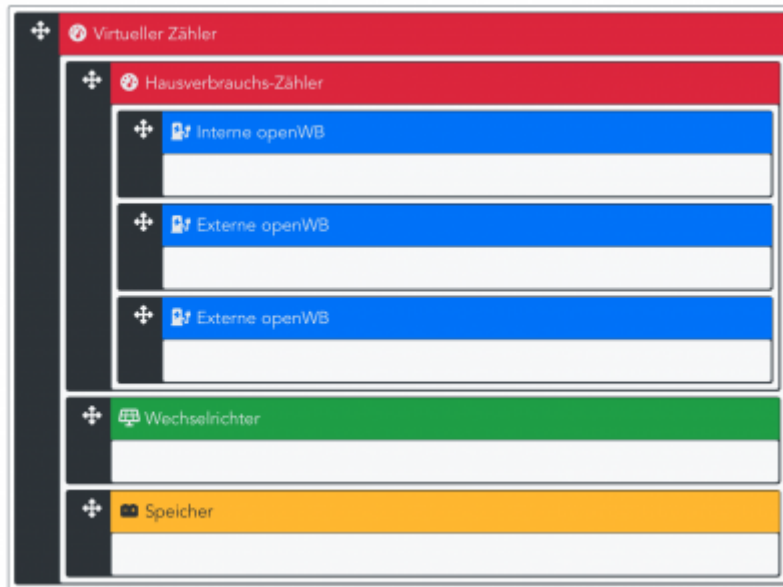 Virtueller Zähler
Hausverbrauchs-Zähler
Interne openWB
Externe openWB
Externe openWB
Wechselrichter
Speicher